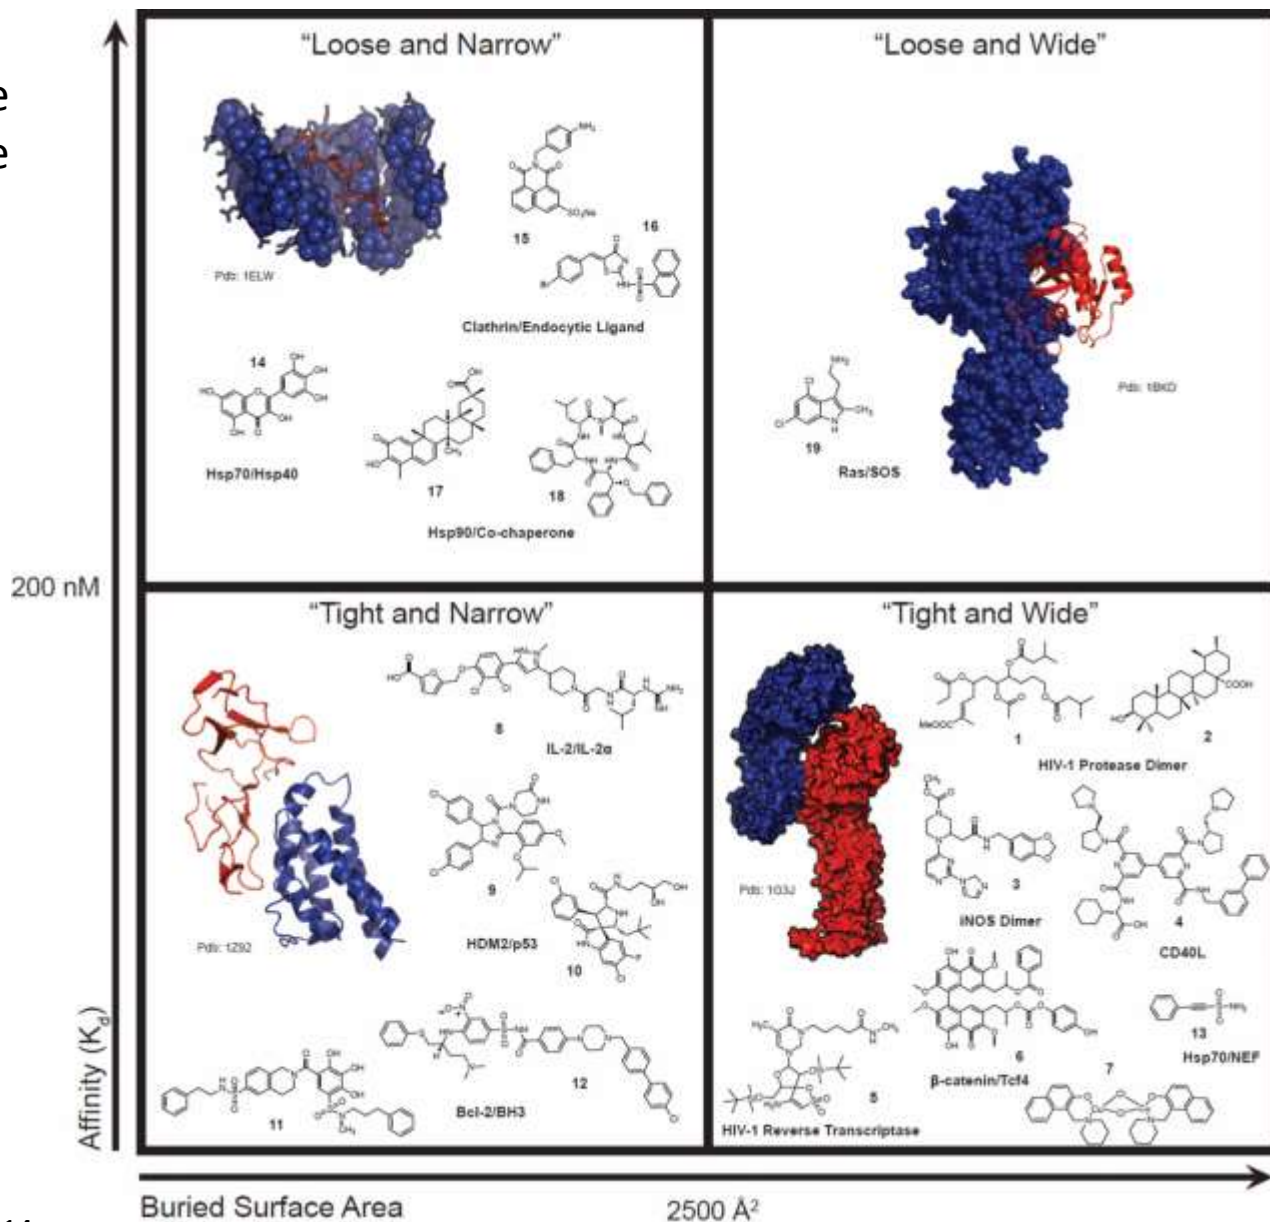 e
e
"Loose and Narrow"
Pdb: 1ELW
15
16
Clathrin/Endocytic Ligand
14
Hsp70/Hsp40
17
18
Hsp90/Co-chaperone
"Loose and Wide"
Pdb: 1BKD
19
Ras/SOS
200 nM
"Tight and Narrow"
8
IL-2/IL-2α
9
HDM2/p53
10
Pdb: 1Z92
11
12
Bcl-2/BH3
"Tight and Wide"
1
2
HIV-1 Protease Dimer
3
iNOS Dimer
4
CD40L
Pdb: 1G3J
5
HIV-1 Reverse Transcriptase
6
β-catenin/Tcf4
13
Hsp70/NEF
7
Affinity (Kd)
Buried Surface Area
2500 Å²